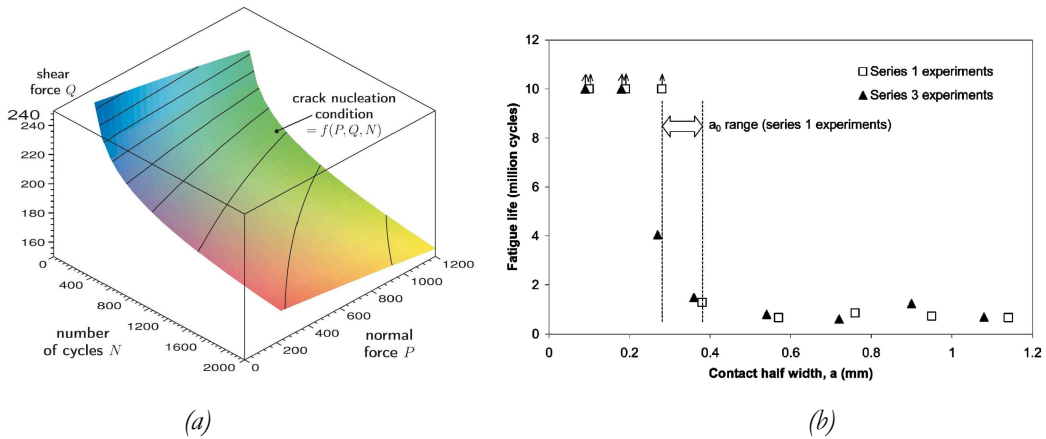 shear
force Q
240
240
220
200
180
160
0
400
800
1200
1600
2000
number
of cycles N
0
200
400
600
800
1000
1200
normal
force P
crack nucleation
condition
= f(P, Q, N)
(a)
12
10
8
6
4
2
0
0
0.2
0.4
0.6
0.8
1
1.2
Fatigue life (million cycles)
Contact half width, a (mm)
Series 1 experiments
Series 3 experiments
a₀ range (series 1 experiments)
(b)